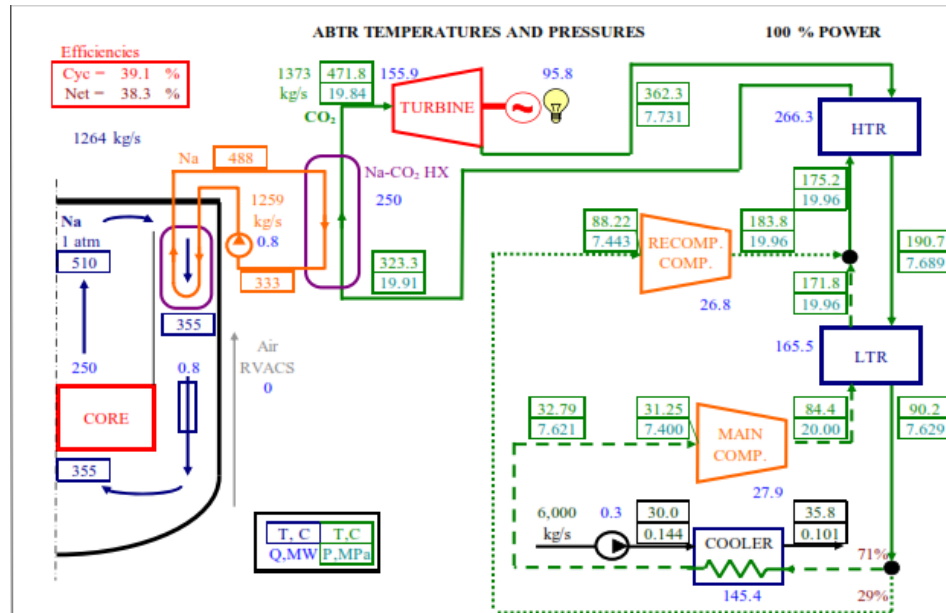 ABTR TEMPERATURES AND PRESSURES 100 % POWER
Efficiencies
Cyc = 39.1 %
Net = 38.3 %
1264 kg/s
1373
kg/s
471.8
19.84
CO₂
155.9
TURBINE
~
95.8
362.3
7.731
266.3
HTR
Na
488
Na-CO₂ HX
250
1259
kg/s
0.8
333
323.3
19.91
175.2
19.96
88.22
7.443
RECOMP.
COMP.
183.8
19.96
26.8
190.7
7.689
171.8
19.96
165.5
LTR
Na
1 atm
510
355
250
0.8
Air
RVACS
0
CORE
355
32.79
7.621
31.25
7.400
MAIN
COMP.
84.4
20.00
90.2
7.629
27.9
6,000
kg/s
0.3
30.0
0.144
COOLER
35.8
0.101
71%
145.4
29%
T, C T,C
Q,MW P,MPa